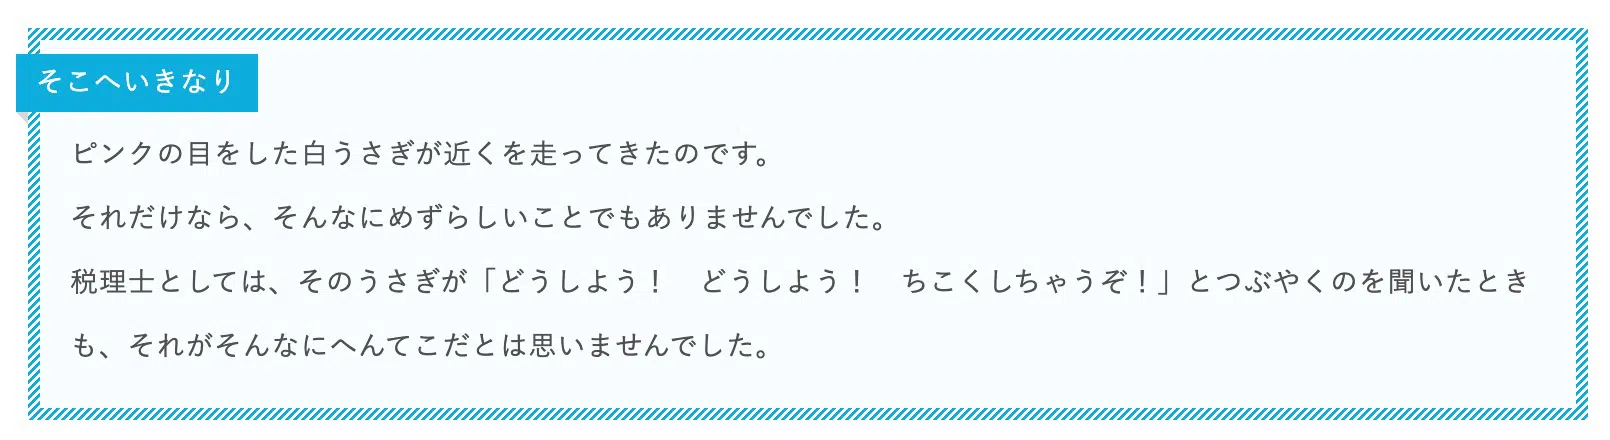 そこへいきなり
ピンクの目をした白うさぎが近くを走ってきたのです。
それだけなら、そんなにめずらしいことでもありませんでした。
税理士としては、そのうさぎが「どうしよう！　どうしよう！　ちこくしちゃうぞ！」とつぶやくのを聞いたとき
も、それがそんなにへんてこだとは思いませんでした。